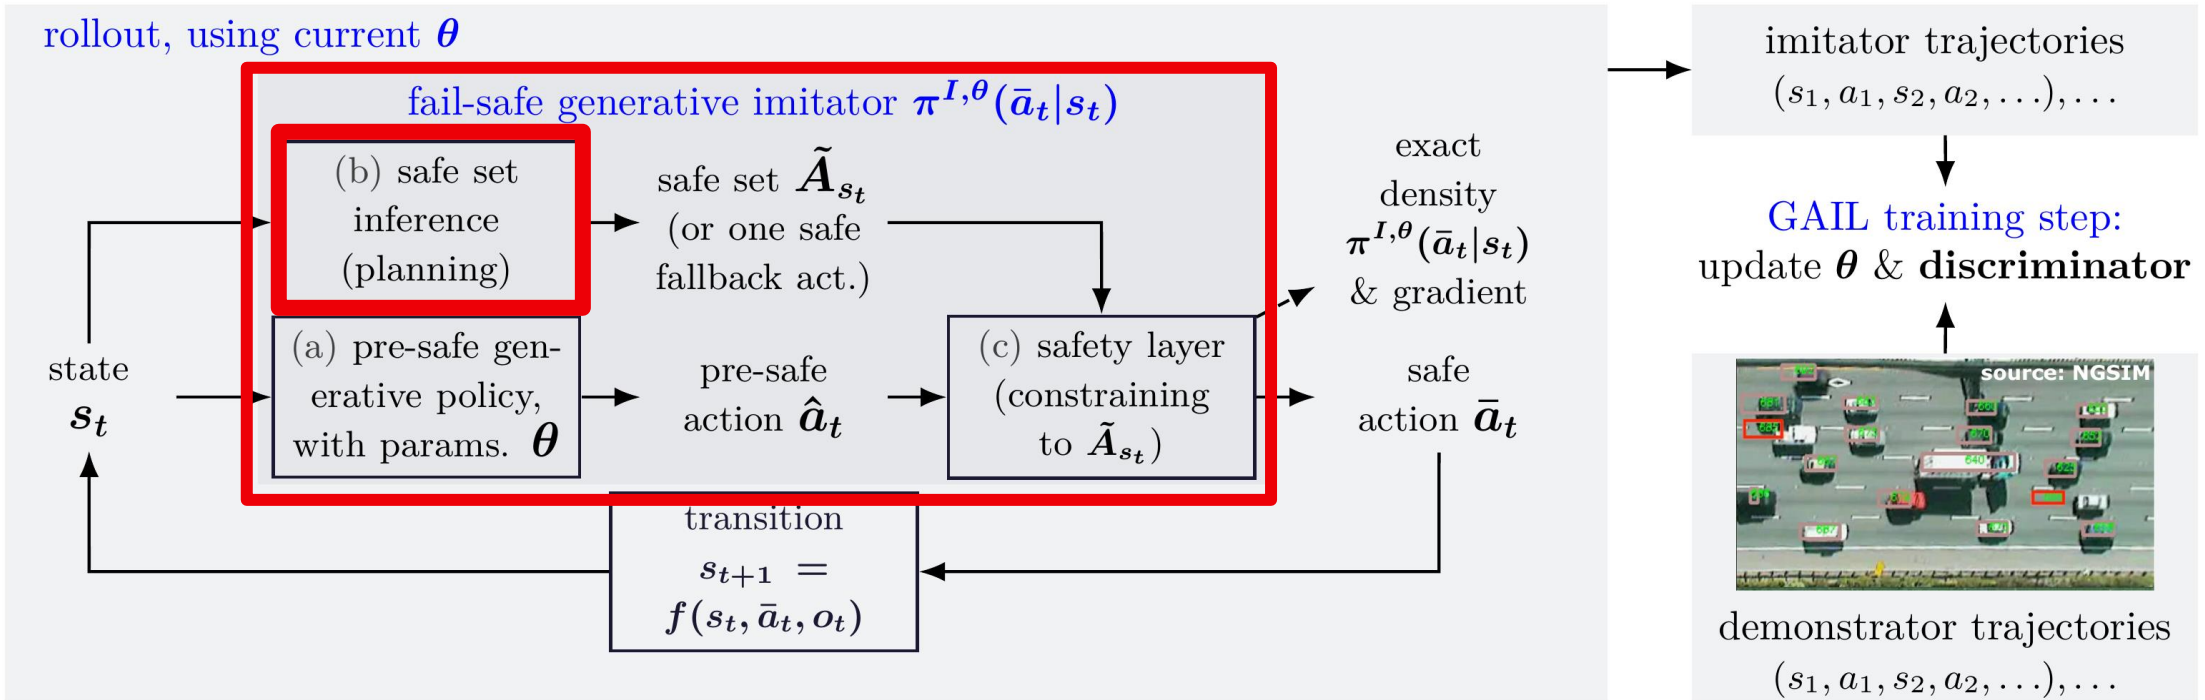 rollout, using current θ
fail-safe generative imitator π^{I,θ}(ā_t|s_t)
(b) safe set
inference
(planning)
safe set Ã_{s_t}
(or one safe
fallback act.)
exact
density
π^{I,θ}(ā_t|s_t)
& gradient
state
s_t
(a) pre-safe gen-
erative policy,
with params. θ
pre-safe
action â_t
(c) safety layer
(constraining
to Ã_{s_t})
safe
action ā_t
transition
s_{t+1} =
f(s_t, ā_t, o_t)
imitator trajectories
(s_1, a_1, s_2, a_2, . . .), . . .
GAIL training step:
update θ & discriminator
source: NGSIM
640
demonstrator trajectories
(s_1, a_1, s_2, a_2, . . .), . . .